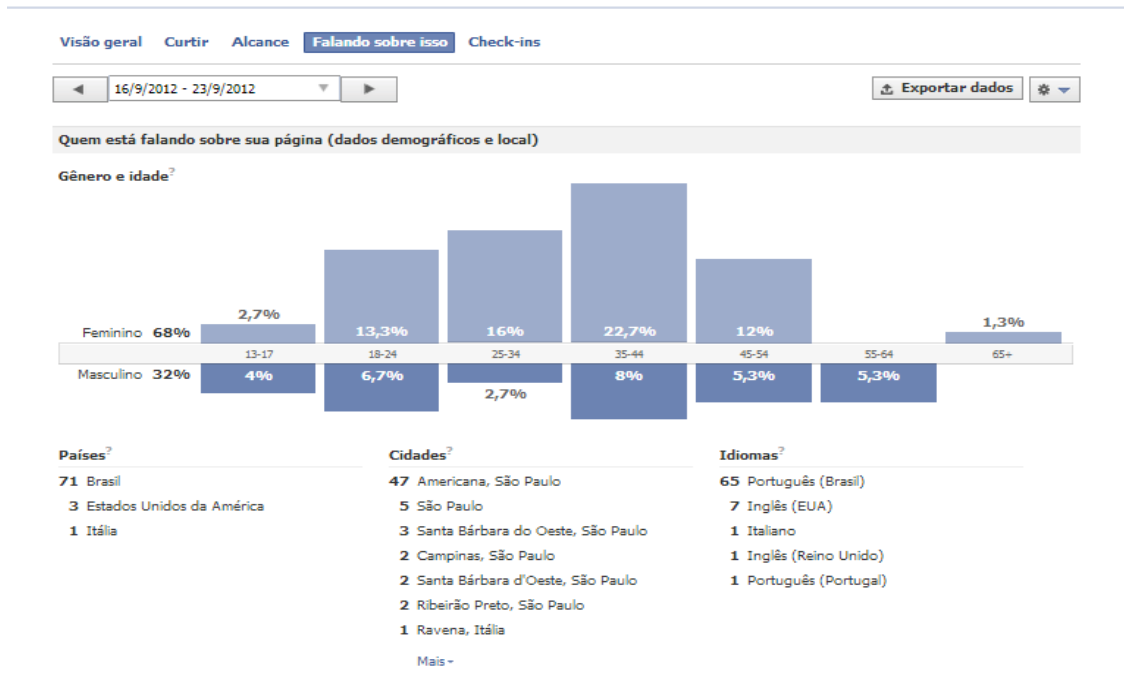 Visão geral Curtir Alcance Falando sobre isso Check-ins
16/9/2012 - 23/9/2012 Exportar dados
Quem está falando sobre sua página (dados demográficos e local)
Gênero e idade?
Feminino 68% 2,7% 13,3% 16% 22,7% 12% 1,3%
13-17 18-24 25-34 35-44 45-54 55-64 65+
Masculino 32% 4% 6,7% 2,7% 8% 5,3% 5,3%
Países?
71 Brasil
3 Estados Unidos da América
1 Itália
Cidades?
47 Americana, São Paulo
5 São Paulo
3 Santa Bárbara do Oeste, São Paulo
2 Campinas, São Paulo
2 Santa Bárbara d'Oeste, São Paulo
2 Ribeirão Preto, São Paulo
1 Ravena, Itália
Mais
Idiomas?
65 Português (Brasil)
7 Inglês (EUA)
1 Italiano
1 Inglês (Reino Unido)
1 Português (Portugal)